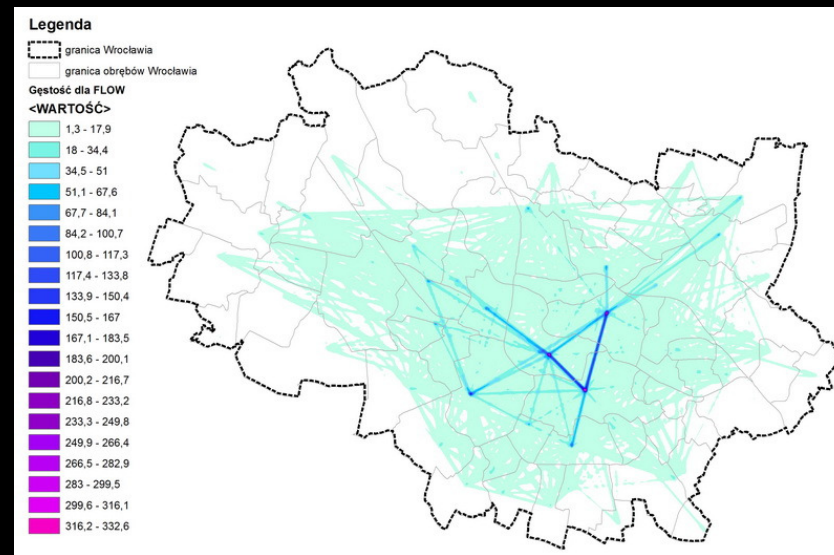 Legenda
granica Wrocławia
granica obrębów Wrocławia
Gęstość dla FLOW
<WARTOŚĆ>
1,3 - 17,9
18 - 34,4
34,5 - 51
51,1 - 67,6
67,7 - 84,1
84,2 - 100,7
100,8 - 117,3
117,4 - 133,8
133,9 - 150,4
150,5 - 167
167,1 - 183,5
183,6 - 200,1
200,2 - 216,7
216,8 - 233,2
233,3 - 249,8
249,9 - 266,4
266,5 - 282,9
283 - 299,5
299,6 - 316,1
316,2 - 332,6